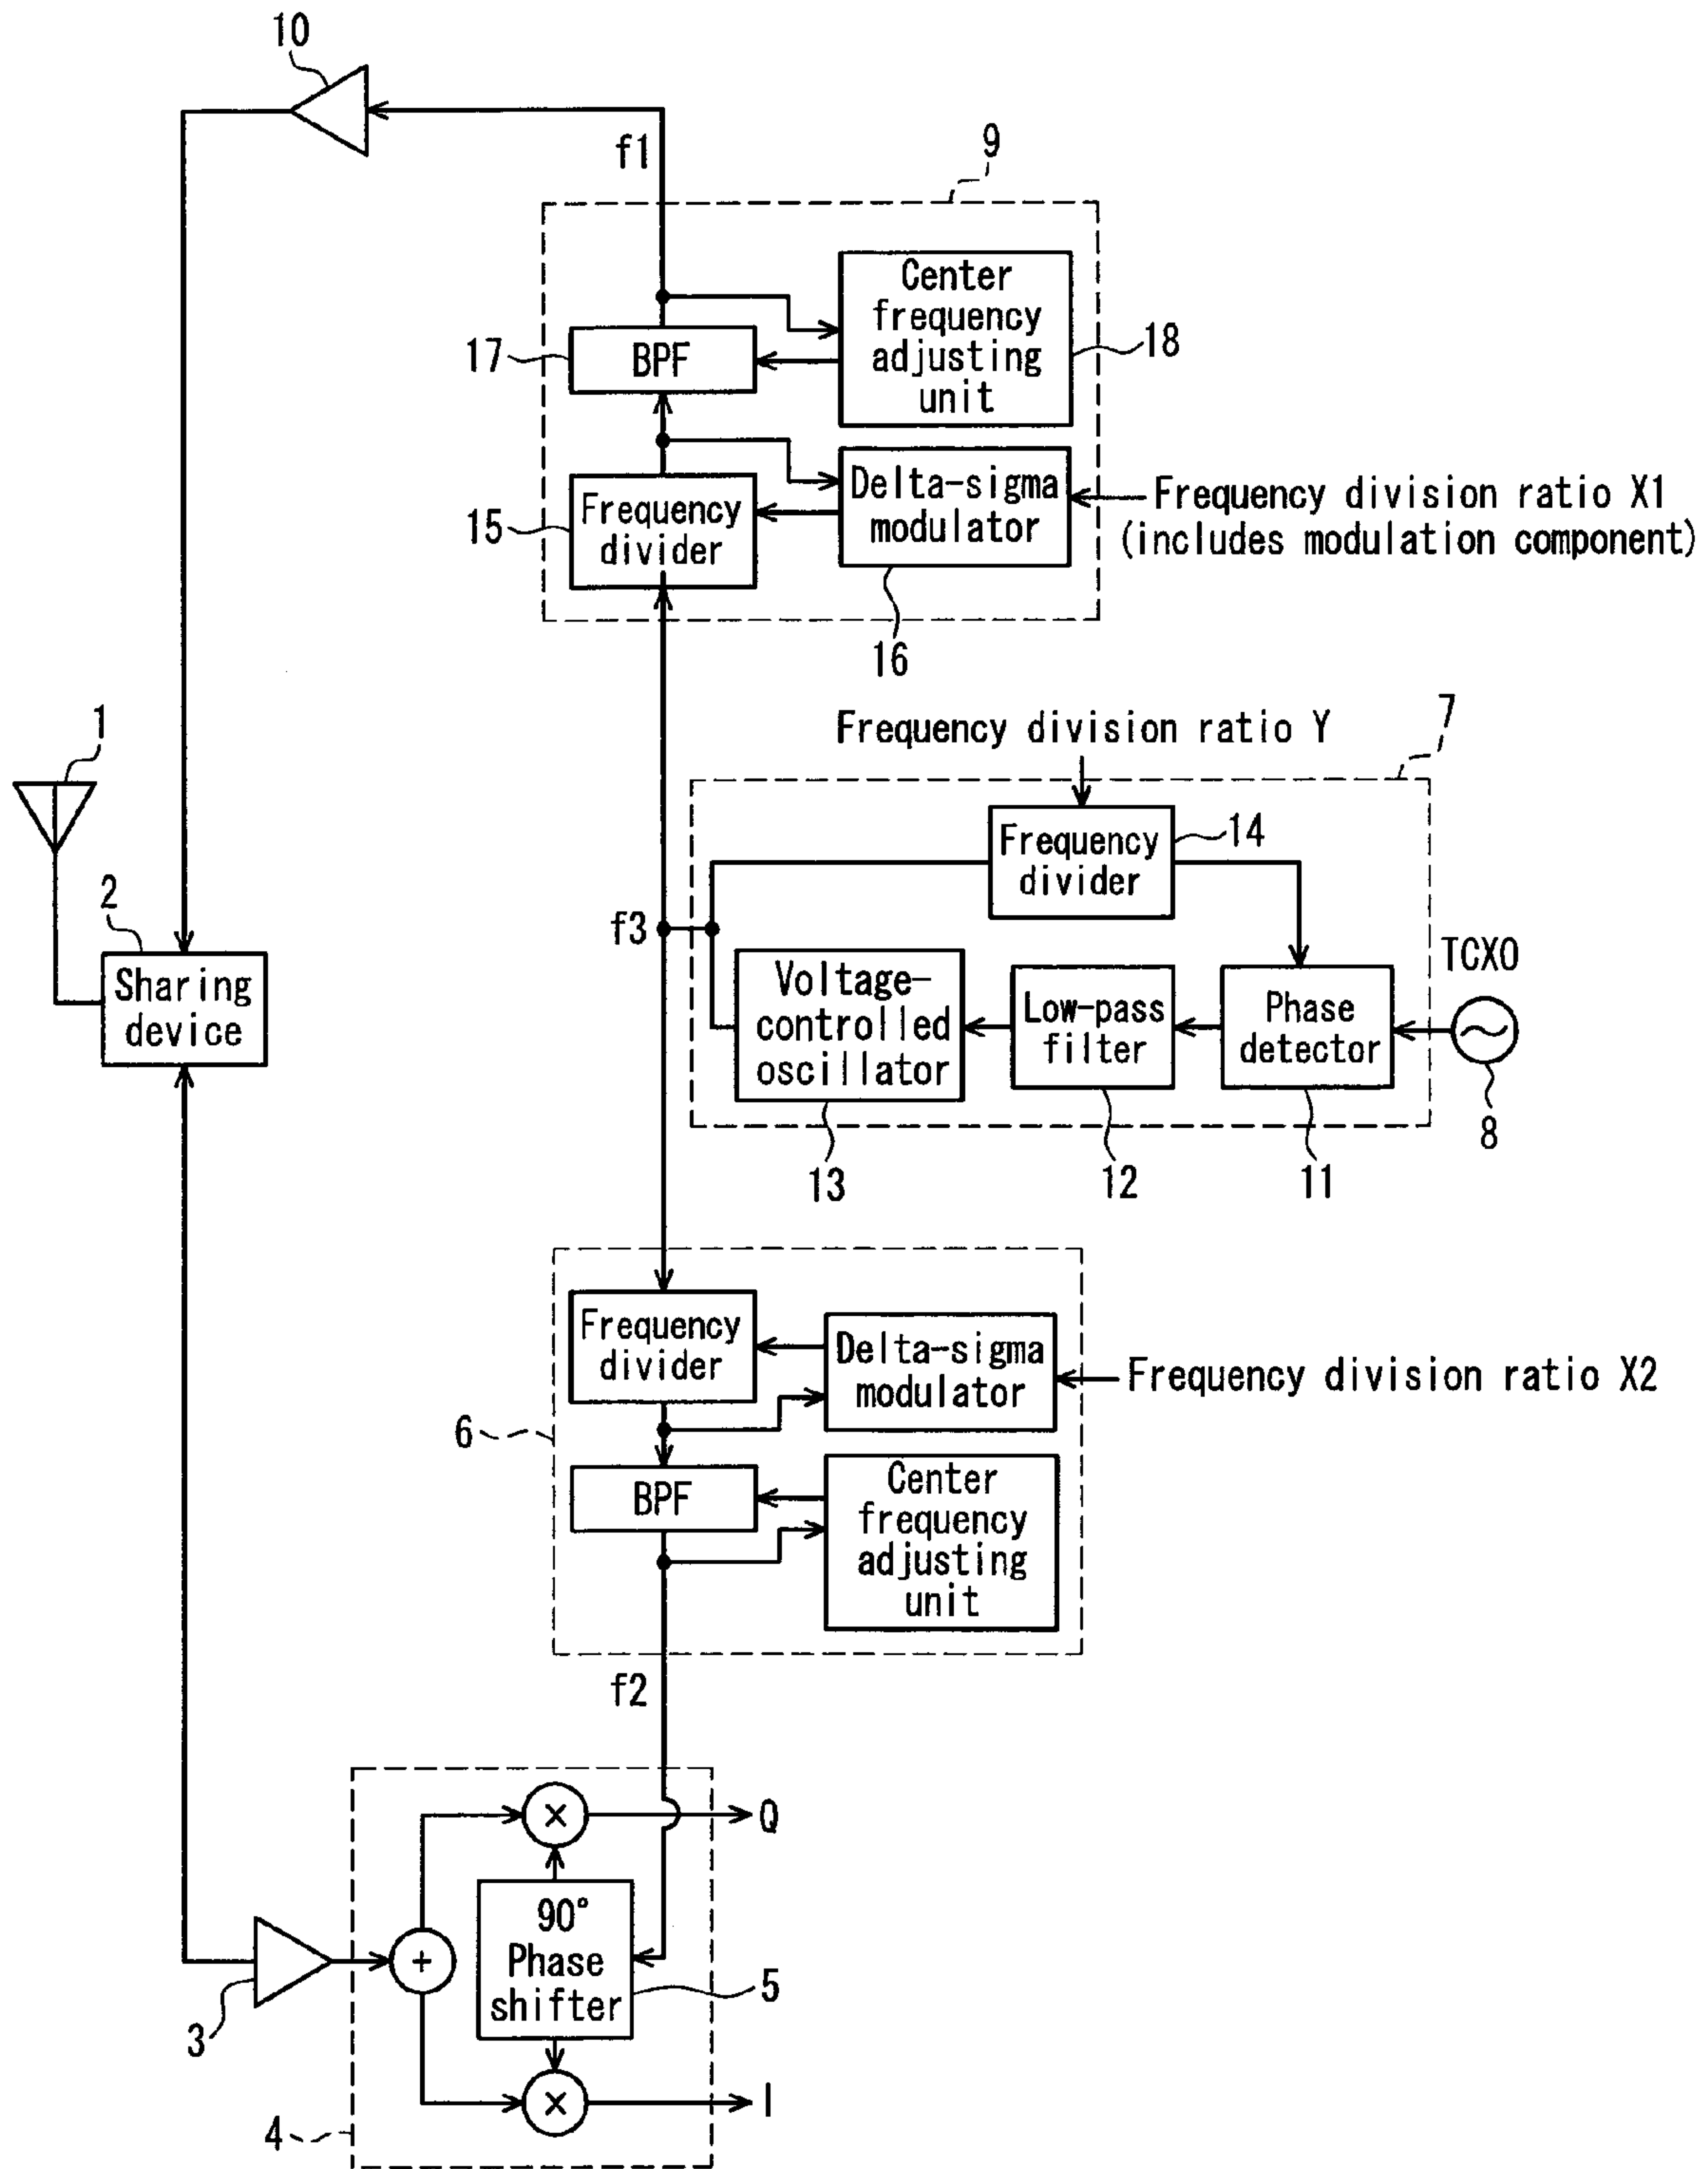 10
f1
9
Center
frequency
adjusting
unit
18
17
BPF
Delta-sigma
modulator
Frequency division ratio X1
(includes modulation component)
15
Frequency
divider
16
1
Frequency division ratio Y
7
Frequency
divider
14
2
f3
TCXO
Sharing
device
Voltage-
controlled
oscillator
Low-pass
filter
Phase
detector
8
13
12
11
Frequency
divider
Delta-sigma
modulator
Frequency division ratio X2
6
BPF
Center
frequency
adjusting
unit
f2
×
Q
+
90°
Phase
shifter
5
3
×
I
4